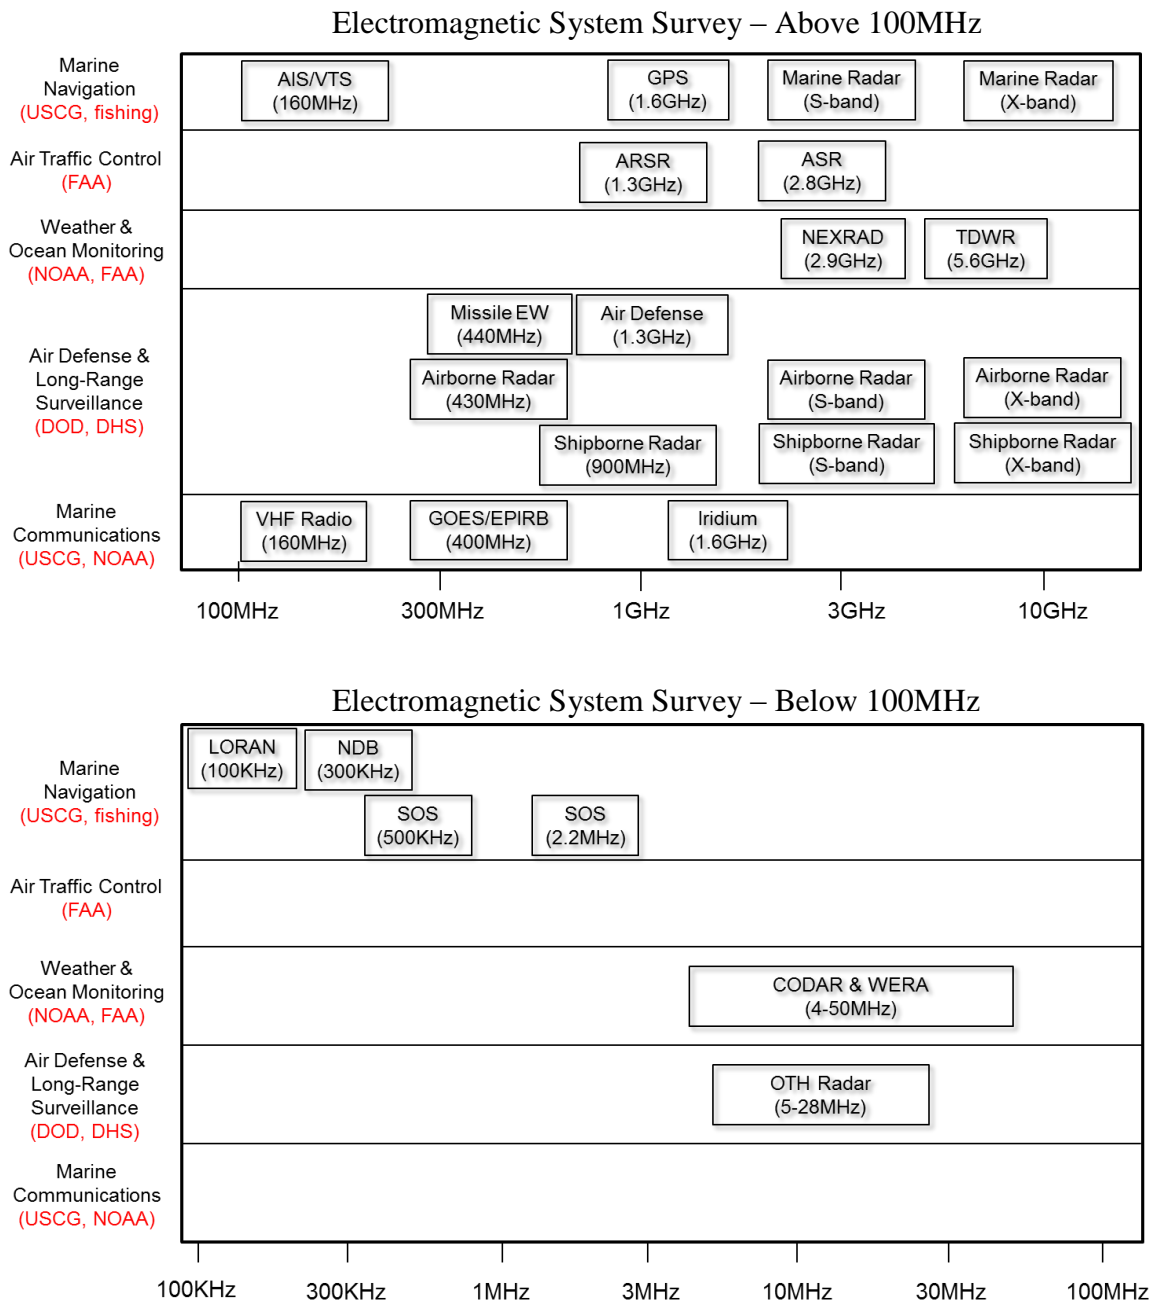 Electromagnetic System Survey – Above 100MHz
Marine
Navigation
(USCG, fishing)
AIS/VTS
(160MHz)
GPS
(1.6GHz)
Marine Radar
(S-band)
Marine Radar
(X-band)
Air Traffic Control
(FAA)
ARSR
(1.3GHz)
ASR
(2.8GHz)
Weather &
Ocean Monitoring
(NOAA, FAA)
NEXRAD
(2.9GHz)
TDWR
(5.6GHz)
Air Defense &
Long-Range
Surveillance
(DOD, DHS)
Missile EW
(440MHz)
Air Defense
(1.3GHz)
Airborne Radar
(430MHz)
Airborne Radar
(S-band)
Airborne Radar
(X-band)
Shipborne Radar
(900MHz)
Shipborne Radar
(S-band)
Shipborne Radar
(X-band)
Marine
Communications
(USCG, NOAA)
VHF Radio
(160MHz)
GOES/EPIRB
(400MHz)
Iridium
(1.6GHz)
100MHz 300MHz 1GHz 3GHz 10GHz
Electromagnetic System Survey – Below 100MHz
Marine
Navigation
(USCG, fishing)
LORAN
(100KHz)
NDB
(300KHz)
SOS
(500KHz)
SOS
(2.2MHz)
Air Traffic Control
(FAA)
Weather &
Ocean Monitoring
(NOAA, FAA)
CODAR & WERA
(4-50MHz)
Air Defense &
Long-Range
Surveillance
(DOD, DHS)
OTH Radar
(5-28MHz)
Marine
Communications
(USCG, NOAA)
100KHz 300KHz 1MHz 3MHz 10MHz 30MHz 100MHz